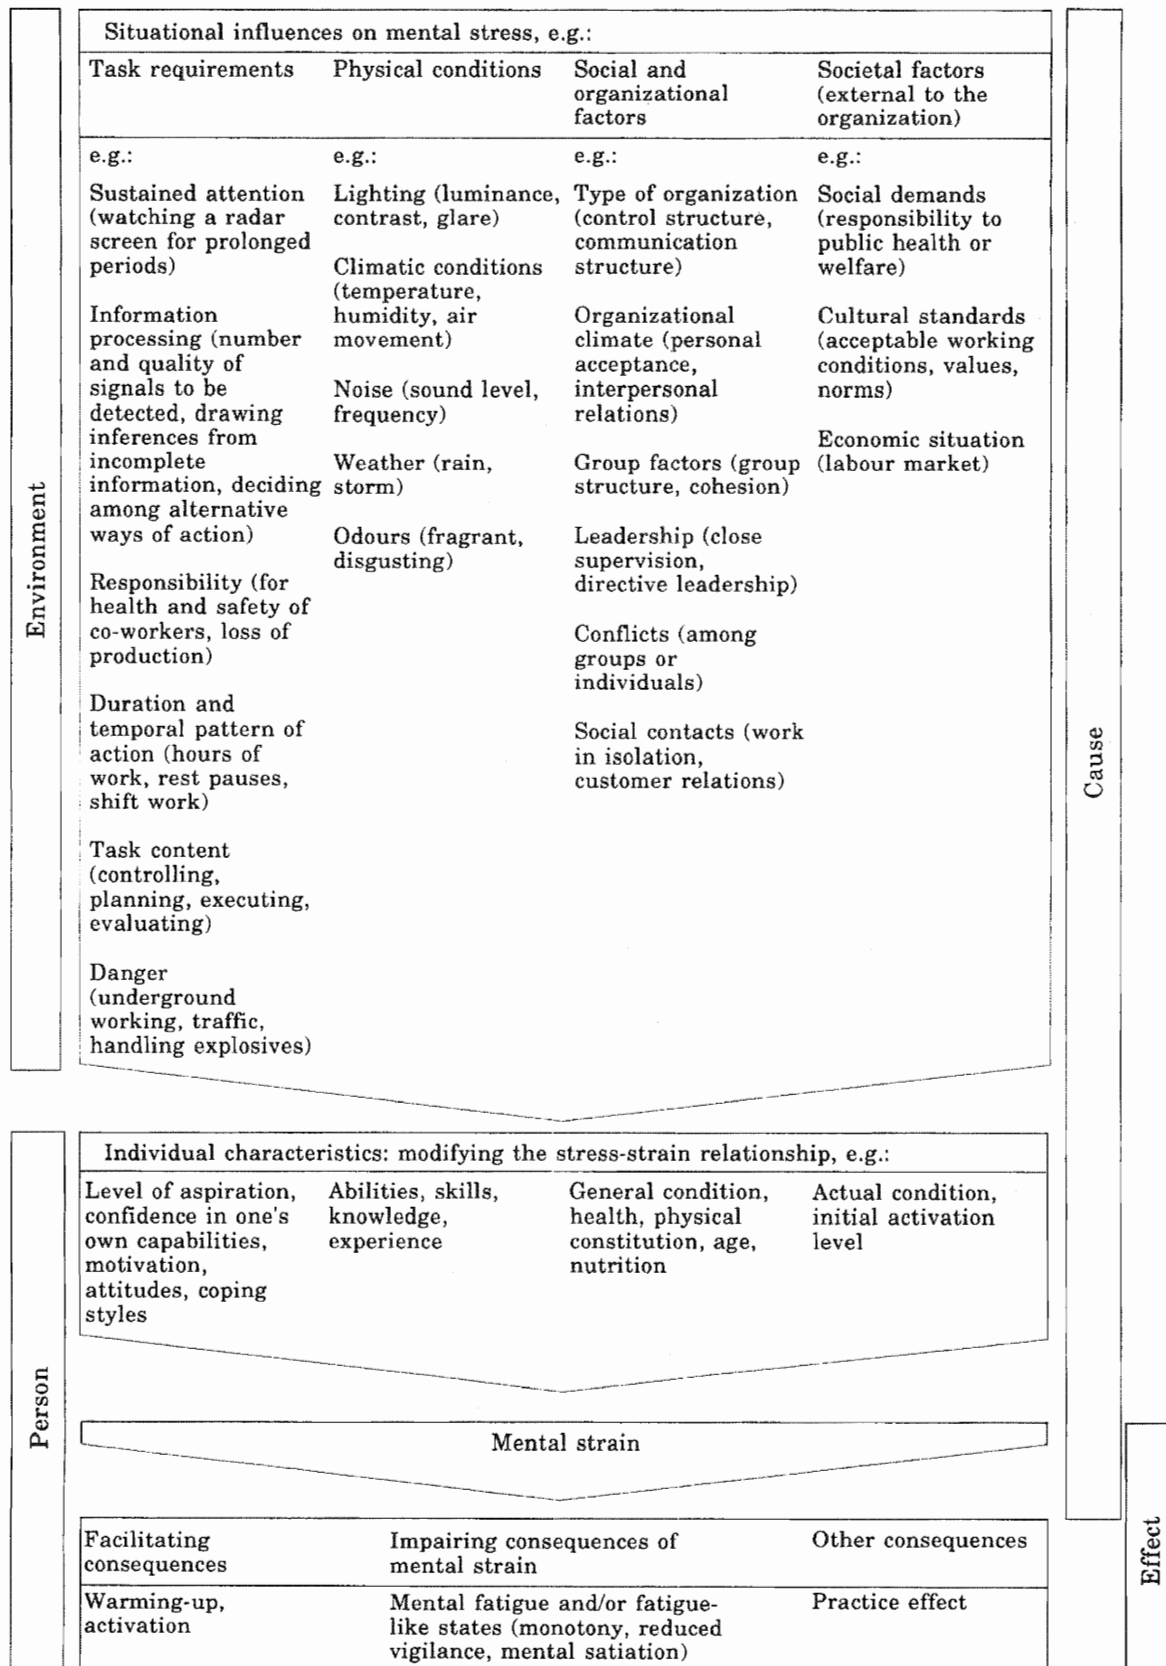 Situational influences on mental stress, e.g.:
Task requirements
Physical conditions
Social and
organizational
factors
Societal factors
(external to the
organization)
e.g.:
Sustained attention
(watching a radar
screen for prolonged
periods)
Information
processing (number
and quality of
signals to be
detected, drawing
inferences from
incomplete
information, deciding
among alternative
ways of action)
Responsibility (for
health and safety of
co-workers, loss of
production)
Duration and
temporal pattern of
action (hours of
work, rest pauses,
shift work)
Task content
(controlling,
planning, executing,
evaluating)
Danger
(underground
working, traffic,
handling explosives)
e.g.:
Lighting (luminance,
contrast, glare)
Climatic conditions
(temperature,
humidity, air
movement)
Noise (sound level,
frequency)
Weather (rain,
storm)
Odours (fragrant,
disgusting)
e.g.:
Type of organization
(control structure,
communication
structure)
Organizational
climate (personal
acceptance,
interpersonal
relations)
Group factors (group
structure, cohesion)
Leadership (close
supervision,
directive leadership)
Conflicts (among
groups or
individuals)
Social contacts (work
in isolation,
customer relations)
e.g.:
Social demands
(responsibility to
public health or
welfare)
Cultural standards
(acceptable working
conditions, values,
norms)
Economic situation
(labour market)
Environment
Cause
Individual characteristics: modifying the stress-strain relationship, e.g.:
Level of aspiration,
confidence in one's
own capabilities,
motivation,
attitudes, coping
styles
Abilities, skills,
knowledge,
experience
General condition,
health, physical
constitution, age,
nutrition
Actual condition,
initial activation
level
Person
Mental strain
Effect
Facilitating
consequences
Impairing consequences of
mental strain
Other consequences
Warming-up,
activation
Mental fatigue and/or fatigue-
like states (monotony, reduced
vigilance, mental satiation)
Practice effect